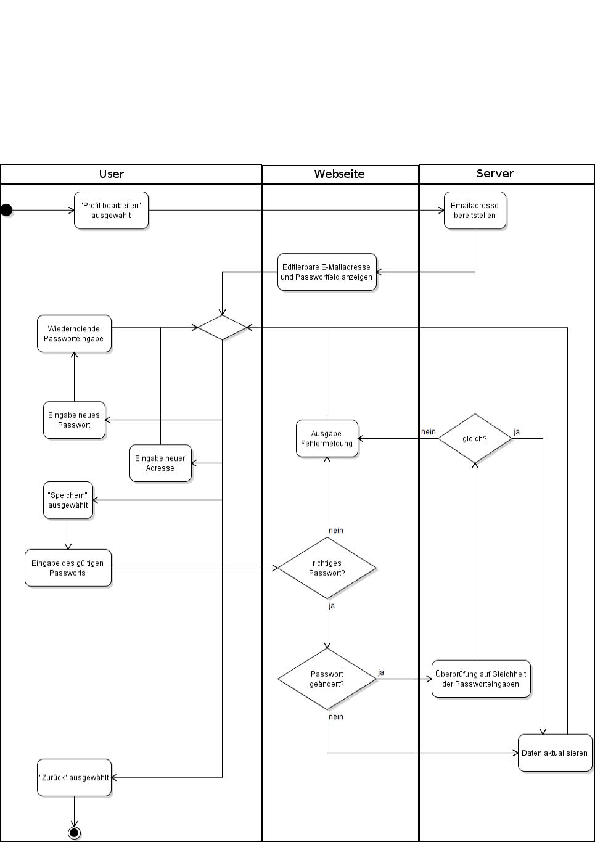 User
Webseite
Server
"Profil bearbeiten"
ausgewählt
Emailadresse
bereitstellen
Editierbare E-Mailadresse
und Passwortfeld anzeigen
Wiederholende
Passworteingabe
Eingabe neues
Passwort
Eingabe neuer
Adresse
Ausgabe
Fehlermeldung
nein
gleich?
ja
"Speichern"
ausgewählt
nein
Eingabe des gültigen
Passworts
richtiges
Passwort?
ja
Passwort
geändert?
ja
Überprüfung auf Gleichheit
der Passworteingaben
nein
Daten aktualisieren
"Zurück" ausgewählt